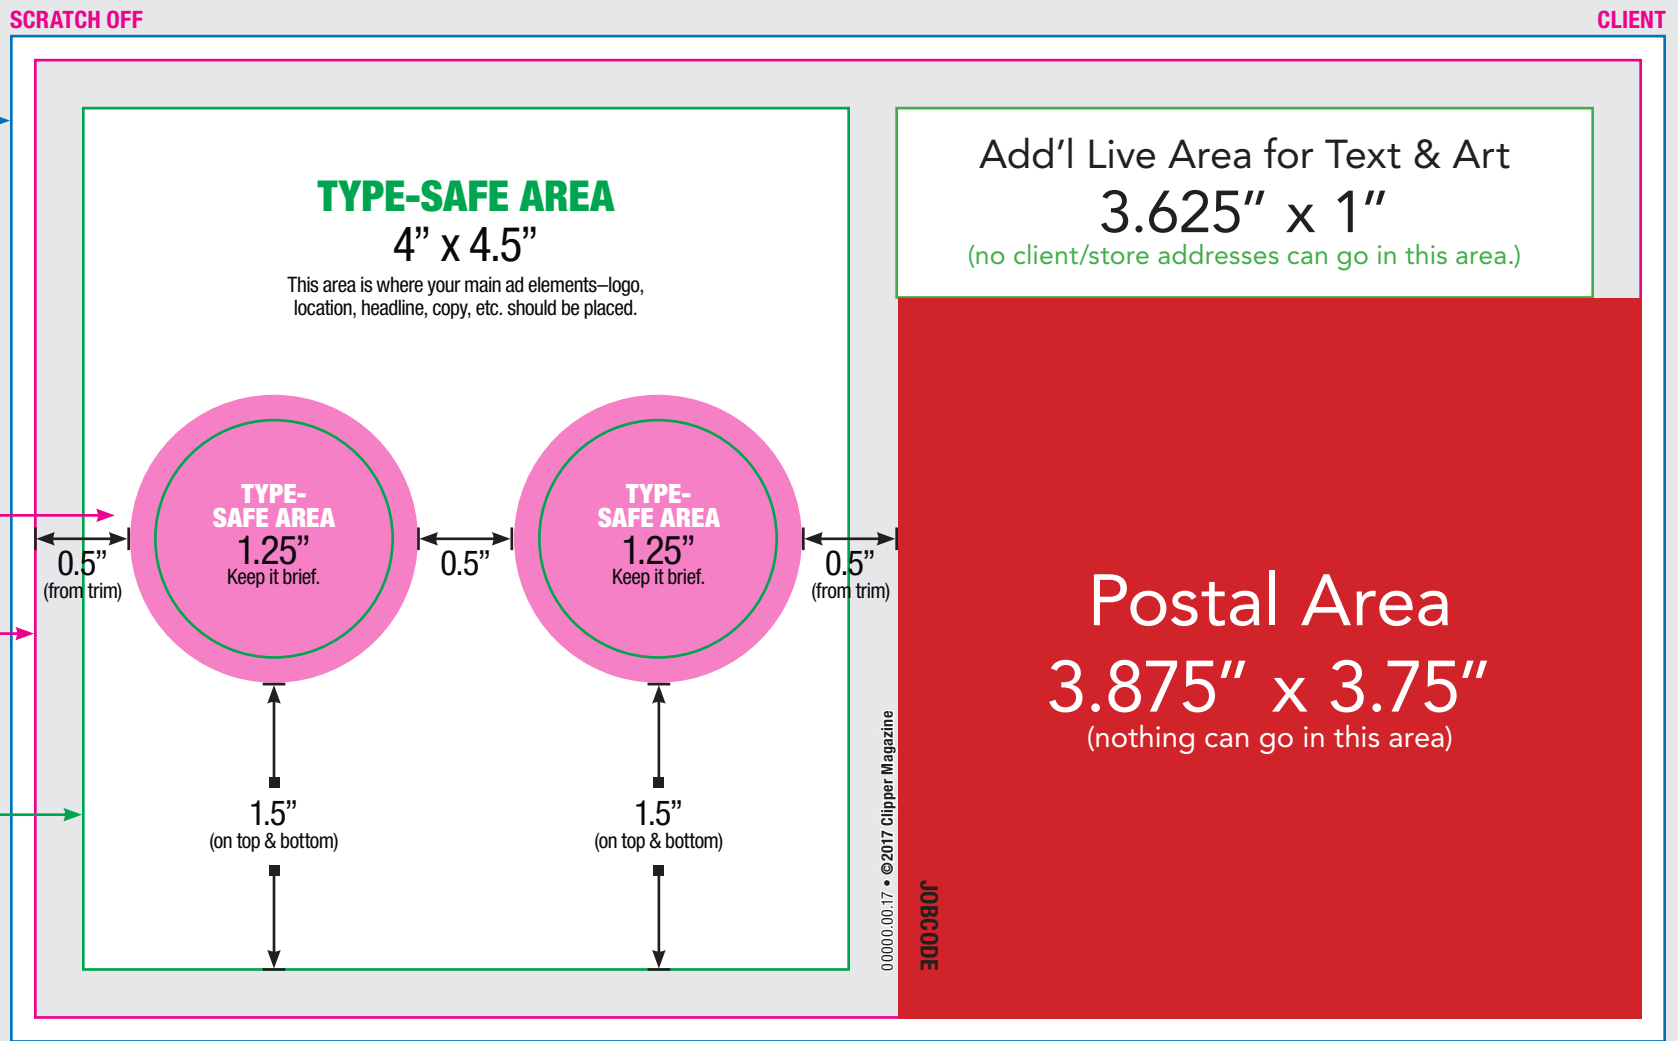 SCRATCH OFF
CLIENT
TYPE-SAFE AREA
4” x 4.5”
This area is where your main ad elements–logo,
location, headline, copy, etc. should be placed.
Add’l Live Area for Text & Art
3.625” x 1”
(no client/store addresses can go in this area.)
TYPE-
SAFE AREA
1.25”
Keep it brief.
TYPE-
SAFE AREA
1.25”
Keep it brief.
0.5”
(from trim)
0.5”
0.5”
(from trim)
1.5”
(on top & bottom)
1.5”
(on top & bottom)
00000.00.17 • ©2017 Clipper Magazine
JOBCODE
Postal Area
3.875” x 3.75”
(nothing can go in this area)